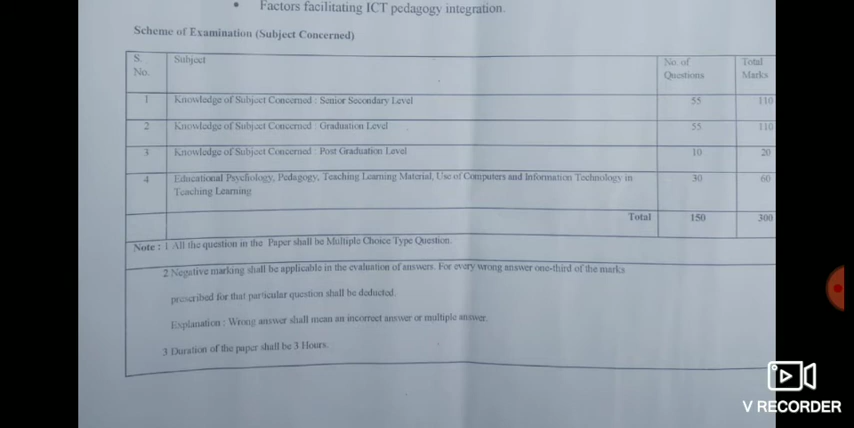 • Factors facilitating ICT pedagogy integration.
Scheme of Examination (Subject Concerned)
S. No. Subject No. of Questions Total Marks
1 Knowledge of Subject Concerned : Senior Secondary Level 55 110
2 Knowledge of Subject Concerned : Graduation Level 55 110
3 Knowledge of Subject Concerned : Post Graduation Level 10 20
4 Educational Psychology, Pedagogy, Teaching Learning Material, Use of Computers and Information Technology in 30 60
Teaching Learning
Total 150 300
Note : 1 All the question in the Paper shall be Multiple Choice Type Question.
2 Negative marking shall be applicable in the evaluation of answers. For every wrong answer one-third of the marks
prescribed for that particular question shall be deducted.
Explanation : Wrong answer shall mean an incorrect answer or multiple answer.
3 Duration of the paper shall be 3 Hours.
V RECORDER